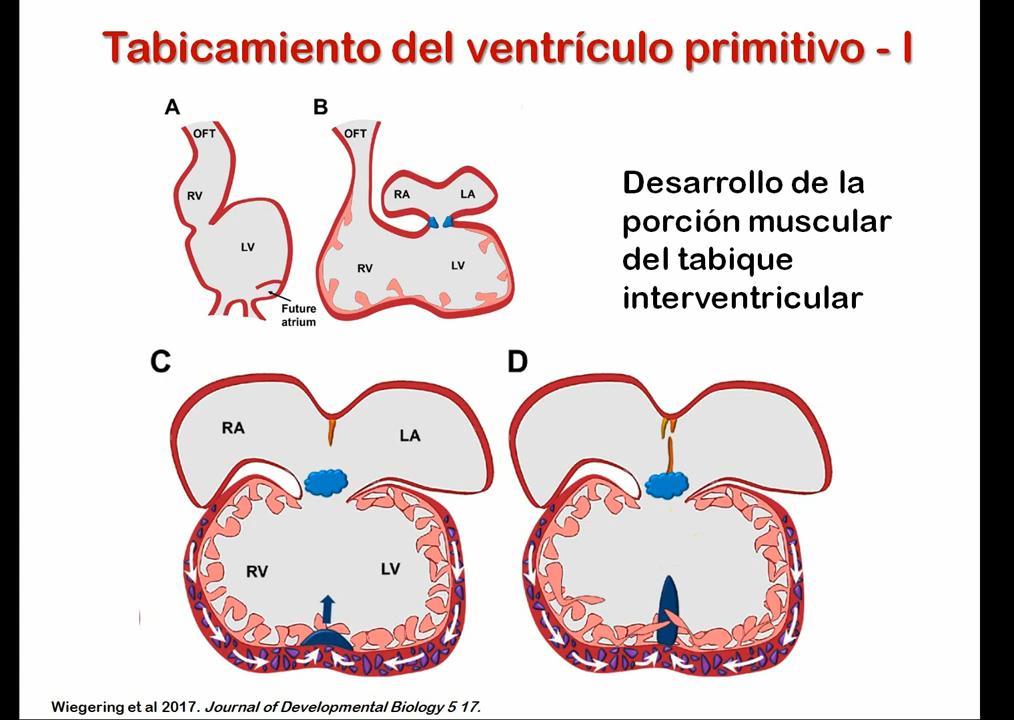 Tabicamiento del ventrículo primitivo - I
A
B
OFT
OFT
RV
RA
LA
LV
RV
LV
Future
atrium
Desarrollo de la
porción muscular
del tabique
interventricular
C
D
RA
LA
RV
LV
Wiegering et al 2017. Journal of Developmental Biology 5 17.